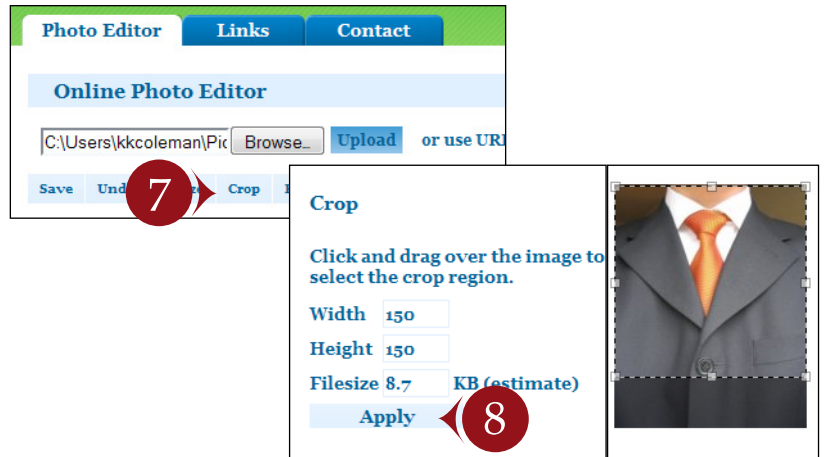 Photo Editor Links Contact
Online Photo Editor
C:\Users\kkcoleman\Pic Browse... Upload or use URL
Save Crop
7
Crop
Click and drag over the image to
select the crop region.
Width 150
Height 150
Filesize 8.7 KB (estimate)
Apply
8